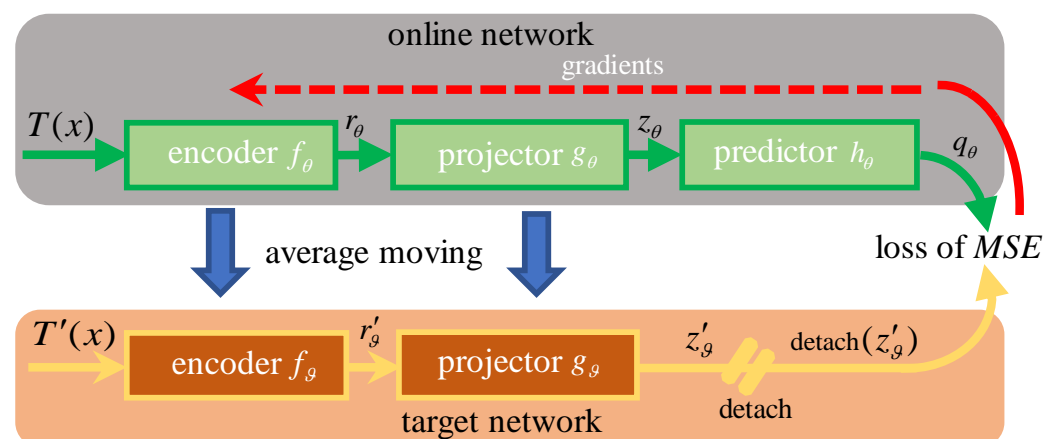 online network
gradients
T(x)
encoder f_θ
r_θ
projector g_θ
z_θ
predictor h_θ
q_θ
average moving
loss of MSE
T′(x)
encoder f_ϑ
r′_ϑ
projector g_ϑ
z′_ϑ
detach
detach(z′_ϑ)
target network